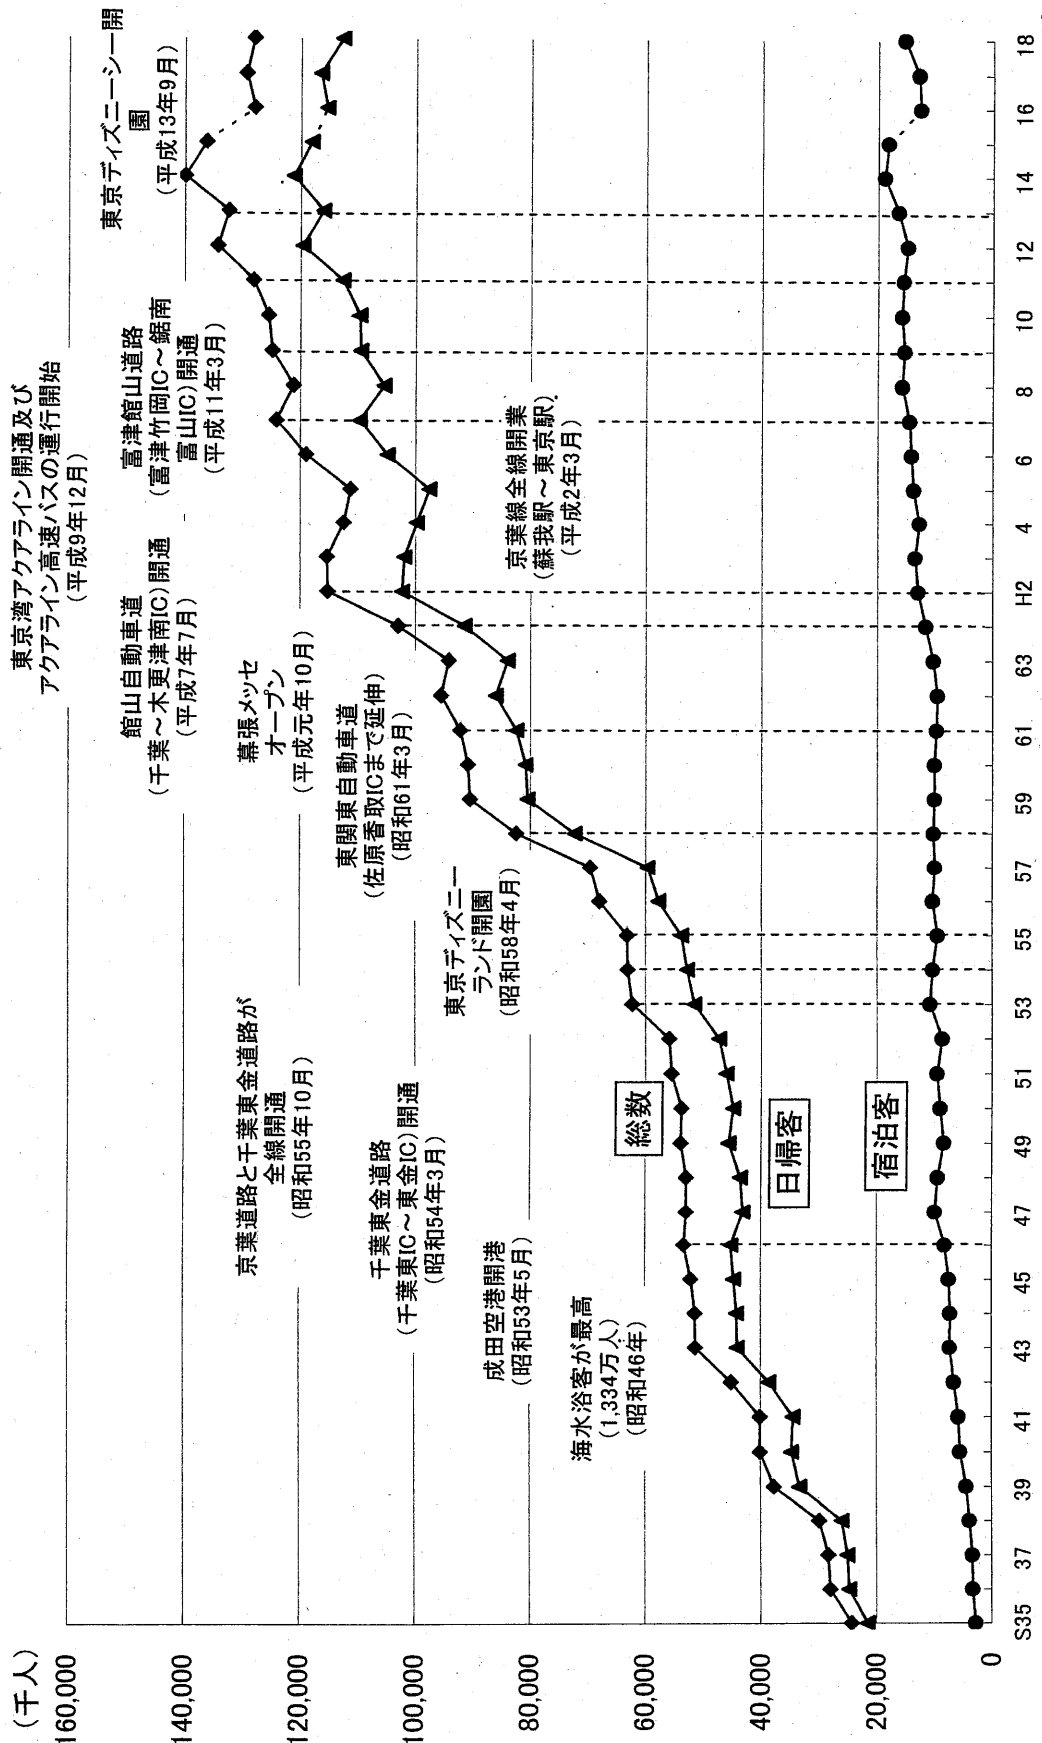 (千人)
160,000
140,000
120,000
100,000
80,000
60,000
40,000
20,000
0
S35
37
39
41
43
45
47
49
51
53
55
57
59
61
63
H2
4
6
8
10
12
14
16
18
海水浴客が最高
(1,334万人)
(昭和46年)
成田空港開港
(昭和53年5月)
千葉東金道路
(千葉東IC~東金IC)開通
(昭和54年3月)
京葉道路と千葉東金道路が
全線開通
(昭和55年10月)
東京ディズニー
ランド開園
(昭和58年4月)
東関東自動車道
(佐原香取ICまで延伸)
(昭和61年3月)
幕張メッセ
オープン
(平成元年10月)
京葉線全線開業
(蘇我駅~東京駅)
(平成2年3月)
館山自動車道
(千葉~木更津南IC)開通
(平成7年7月)
東京湾アクアライン開通及び
アクアライン高速バスの運行開始
(平成9年12月)
富津館山道路
(富津竹岡IC~鋸南
富山IC)開通
(平成11年3月)
東京ディズニーシー開
園
(平成13年9月)
総数
日帰客
宿泊客